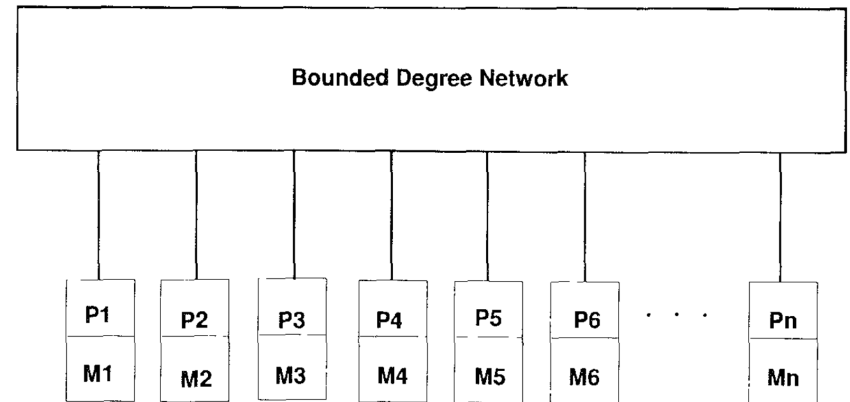 Bounded Degree Network
P1 P2 P3 P4 P5 P6 . . . Pn
M1 M2 M3 M4 M5 M6 Mn